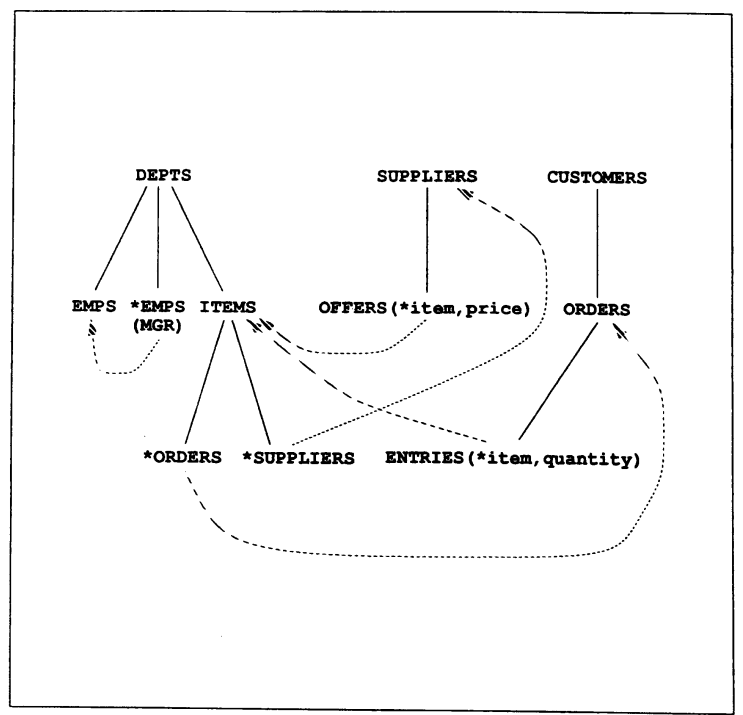 DEPTS SUPPLIERS CUSTOMERS
EMPS *EMPS ITEMS OFFERS(*item,price) ORDERS
(MGR)
*ORDERS *SUPPLIERS ENTRIES(*item,quantity)